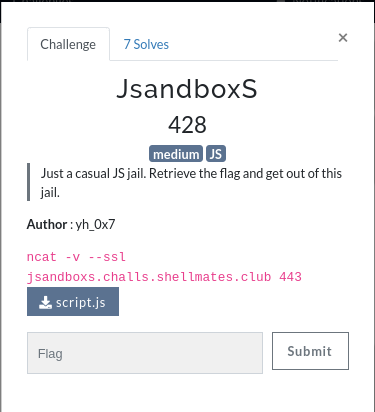 Challenge
7 Solves
×
JsandboxS
428
medium JS
Just a casual JS jail. Retrieve the flag and get out of this
jail.
Author : yh_0x7
ncat -v --ssl
jsandboxs.challs.shellmates.club 443
script.js
Flag
Submit